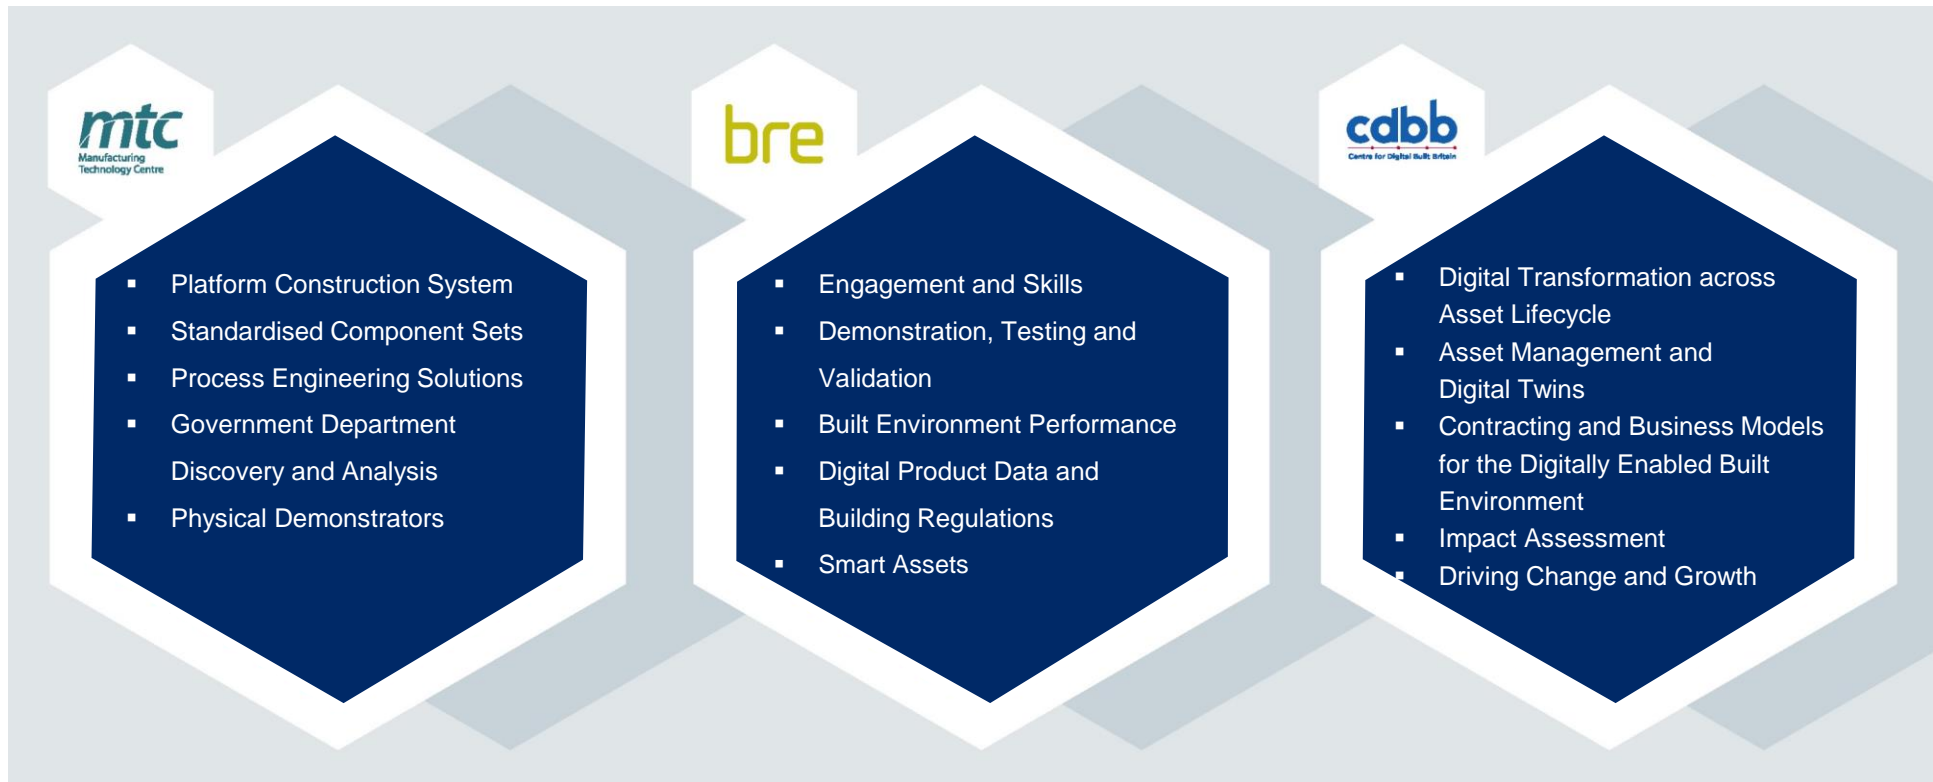 mtc
Manufacturing
Technology Centre
▪ Platform Construction System
▪ Standardised Component Sets
▪ Process Engineering Solutions
▪ Government Department
Discovery and Analysis
▪ Physical Demonstrators
bre
▪ Engagement and Skills
▪ Demonstration, Testing and
Validation
▪ Built Environment Performance
▪ Digital Product Data and
Building Regulations
▪ Smart Assets
cdbb
Centre for Digital Built Britain
▪ Digital Transformation across
Asset Lifecycle
▪ Asset Management and
Digital Twins
▪ Contracting and Business Models
for the Digitally Enabled Built
Environment
▪ Impact Assessment
▪ Driving Change and Growth